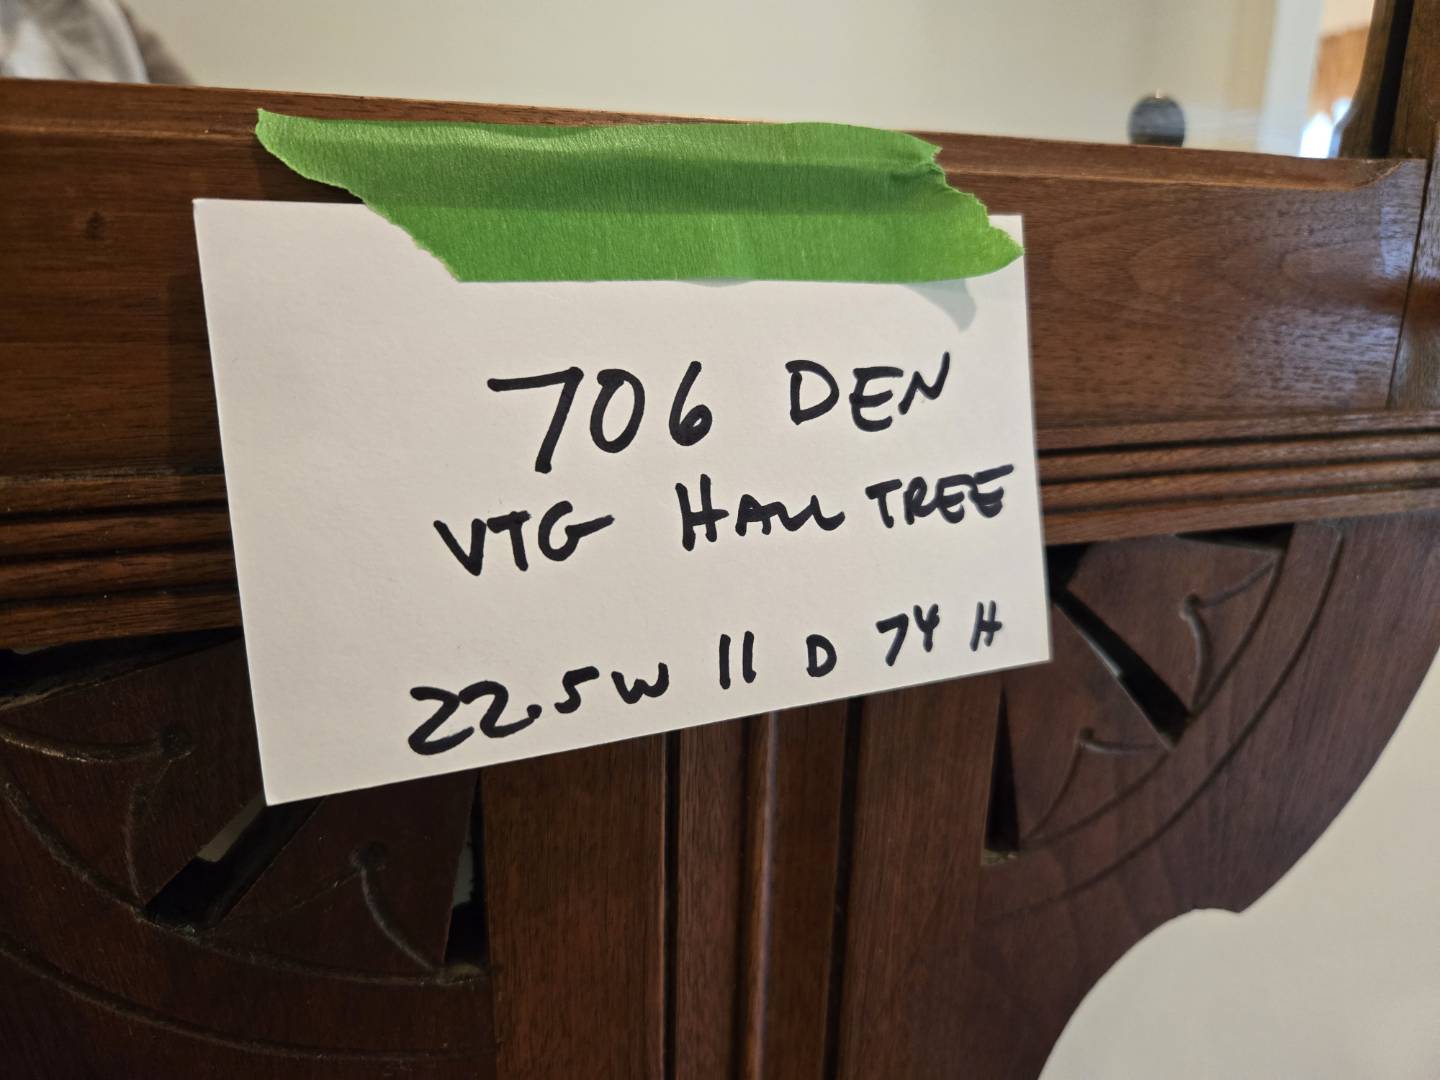 706 DEN
VTG HALL TREE
22.5W 11 D 74 H